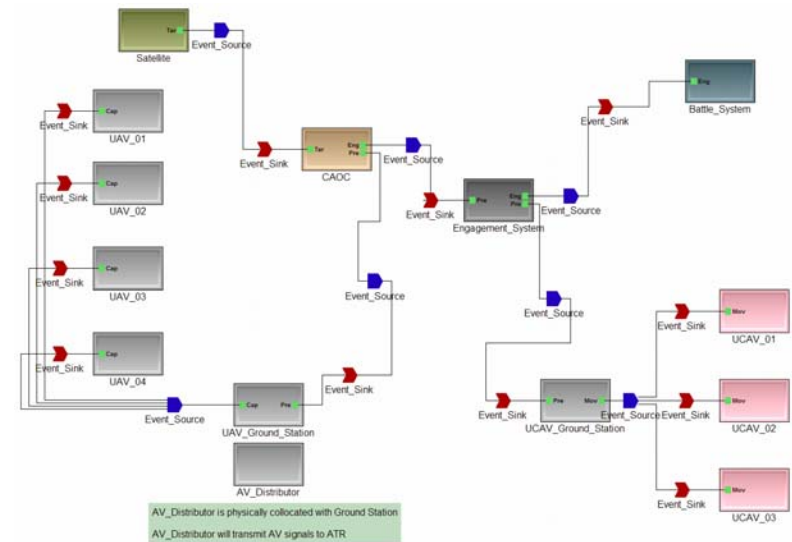 Tar
Event_Source
Satellite
Eng
Battle_System
Cap
Event_Sink
UAV_01
Event_Sink
Tar
Eng
Pre
Event_Source
Event_Sink
CAOC
Cap
Event_Sink
UAV_02
Event_Sink
Pre
Eng
Pre
Event_Source
Engagement_System
Cap
Event_Sink
UAV_03
Event_Source
Event_Source
Mov
Event_Sink
UCAV_01
Cap
Event_Sink
UAV_04
Event_Sink
Cap
Pre
Event_Source
UAV_Ground_Station
Pre
Mov
Event_Sink
UCAV_Ground_Station
Event_Source
Event_Sink
Mov
UCAV_02
AV_Distributor
Mov
Event_Sink
UCAV_03
AV_Distributor is physically collocated with Ground Station
AV_Distributor will transmit AV signals to ATR